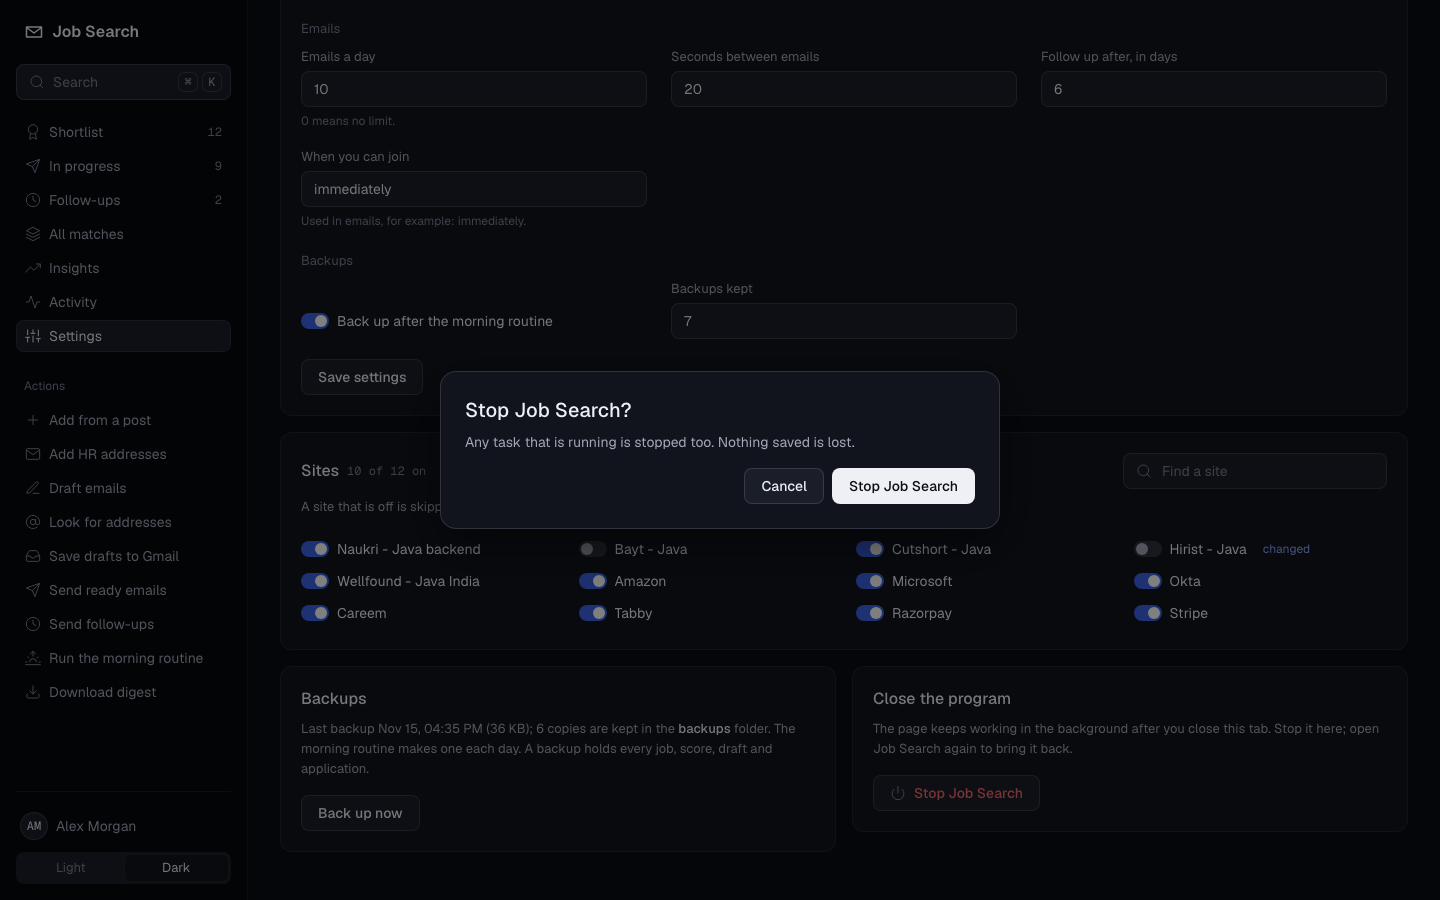 Job Search
Search ⌘ K
Shortlist 12
In progress 9
Follow-ups 2
All matches
Insights
Activity
Settings
Actions
Add from a post
Add HR addresses
Draft emails
Look for addresses
Save drafts to Gmail
Send ready emails
Send follow-ups
Run the morning routine
Download digest
AM Alex Morgan
Light Dark
Emails
Emails a day Seconds between emails Follow up after, in days
10 20 6
0 means no limit.
When you can join
immediately
Used in emails, for example: immediately.
Backups
Backups kept
Back up after the morning routine 7
Save settings
Stop Job Search?
Any task that is running is stopped too. Nothing saved is lost.
Cancel Stop Job Search
Sites 10 of 12 on Find a site
A site that is off is skipp
Naukri - Java backend Bayt - Java Cutshort - Java Hirist - Java changed
Wellfound - Java India Amazon Microsoft Okta
Careem Tabby Razorpay Stripe
Backups
Last backup Nov 15, 04:35 PM (36 KB); 6 copies are kept in the backups folder. The
morning routine makes one each day. A backup holds every job, score, draft and
application.
Back up now
Close the program
The page keeps working in the background after you close this tab. Stop it here; open
Job Search again to bring it back.
Stop Job Search